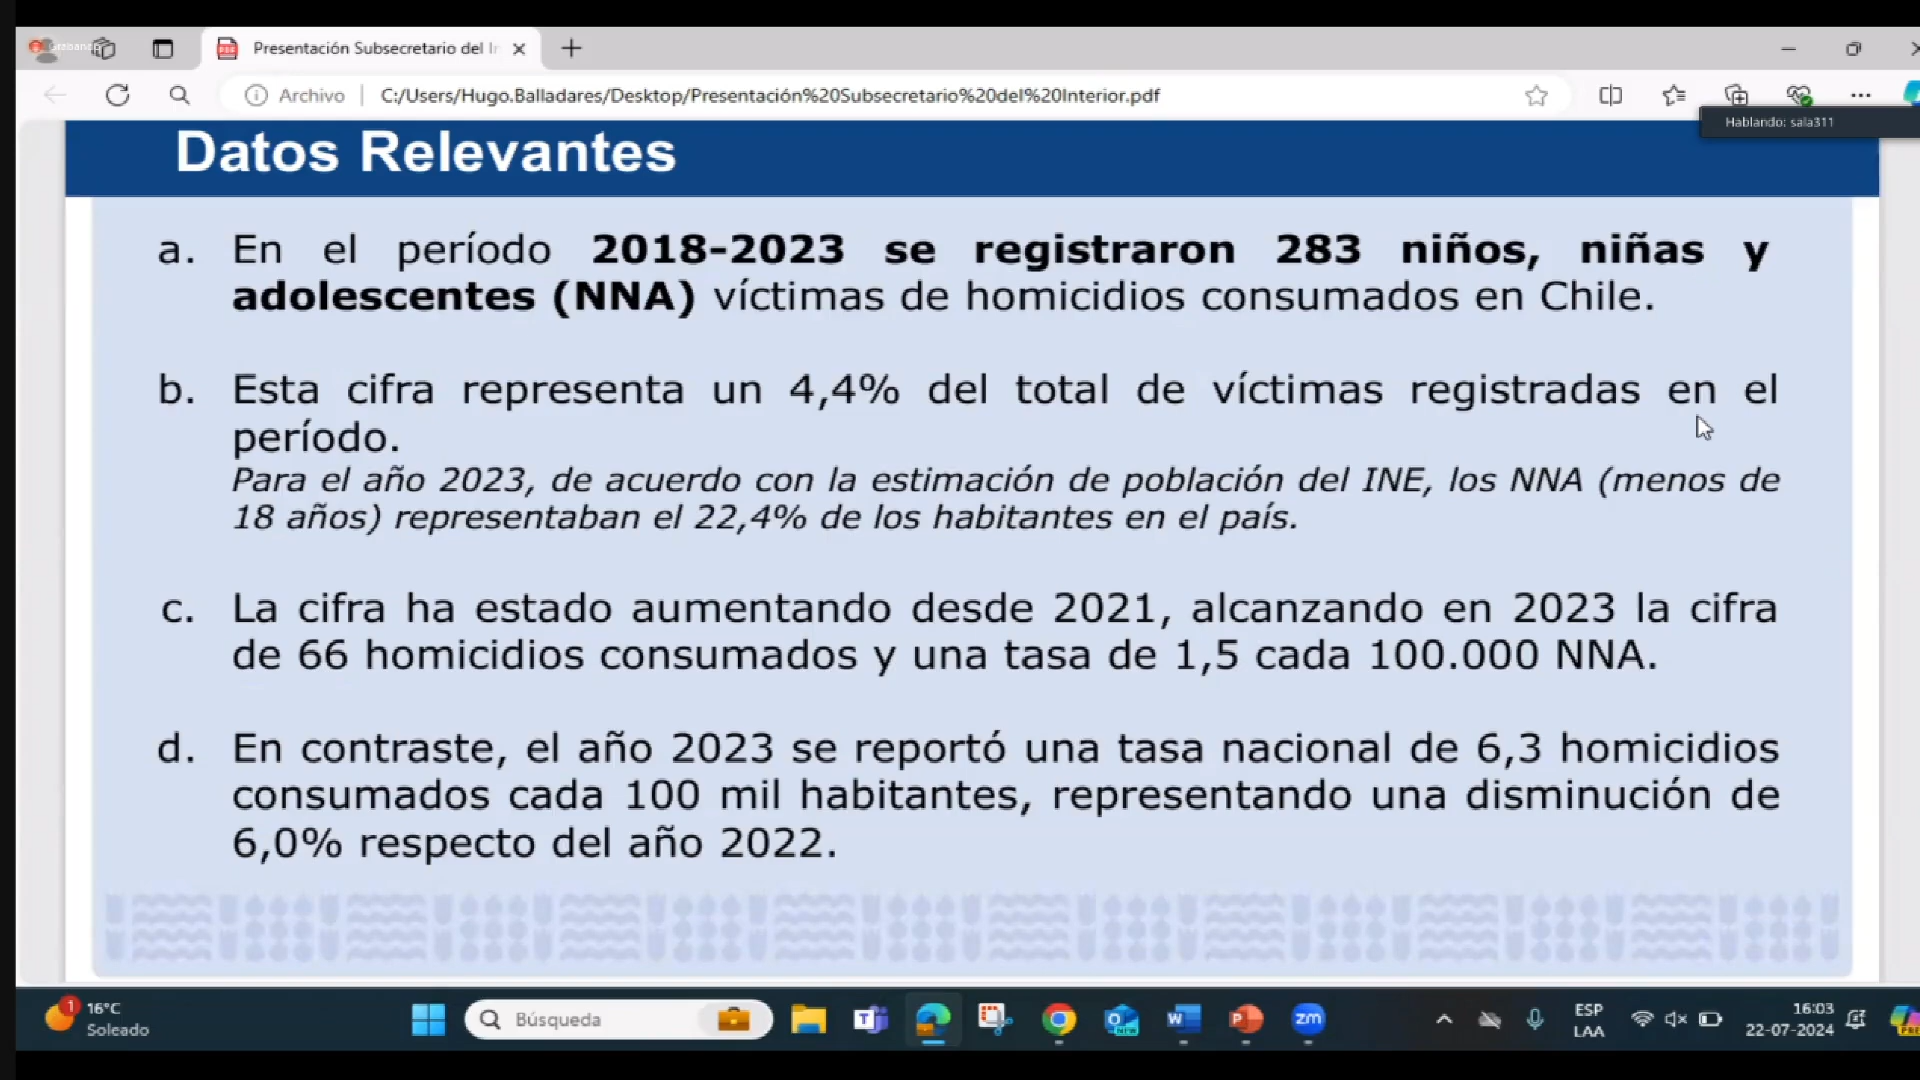 Grabando
Presentación Subsecretario del In
Archivo
C:/Users/Hugo.Balladares/Desktop/Presentación%20Subsecretario%20del%20Interior.pdf
Hablando: sala311
Datos Relevantes
a. En el período 2018-2023 se registraron 283 niños, niñas y
adolescentes (NNA) víctimas de homicidios consumados en Chile.
b. Esta cifra representa un 4,4% del total de víctimas registradas en el
período.
Para el año 2023, de acuerdo con la estimación de población del INE, los NNA (menos de
18 años) representaban el 22,4% de los habitantes en el país.
c. La cifra ha estado aumentando desde 2021, alcanzando en 2023 la cifra
de 66 homicidios consumados y una tasa de 1,5 cada 100.000 NNA.
d. En contraste, el año 2023 se reportó una tasa nacional de 6,3 homicidios
consumados cada 100 mil habitantes, representando una disminución de
6,0% respecto del año 2022.
1
16°C
Soleado
Búsqueda
zm
ESP
LAA
16:03
22-07-2024